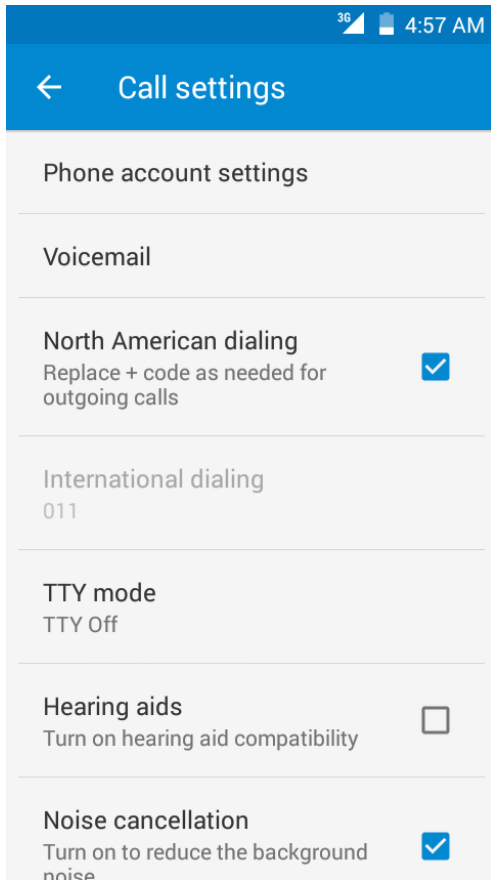 3G 4:57 AM
Call settings
Phone account settings
Voicemail
North American dialing
Replace + code as needed for
outgoing calls
International dialing
011
TTY mode
TTY Off
Hearing aids
Turn on hearing aid compatibility
Noise cancellation
Turn on to reduce the background
noise